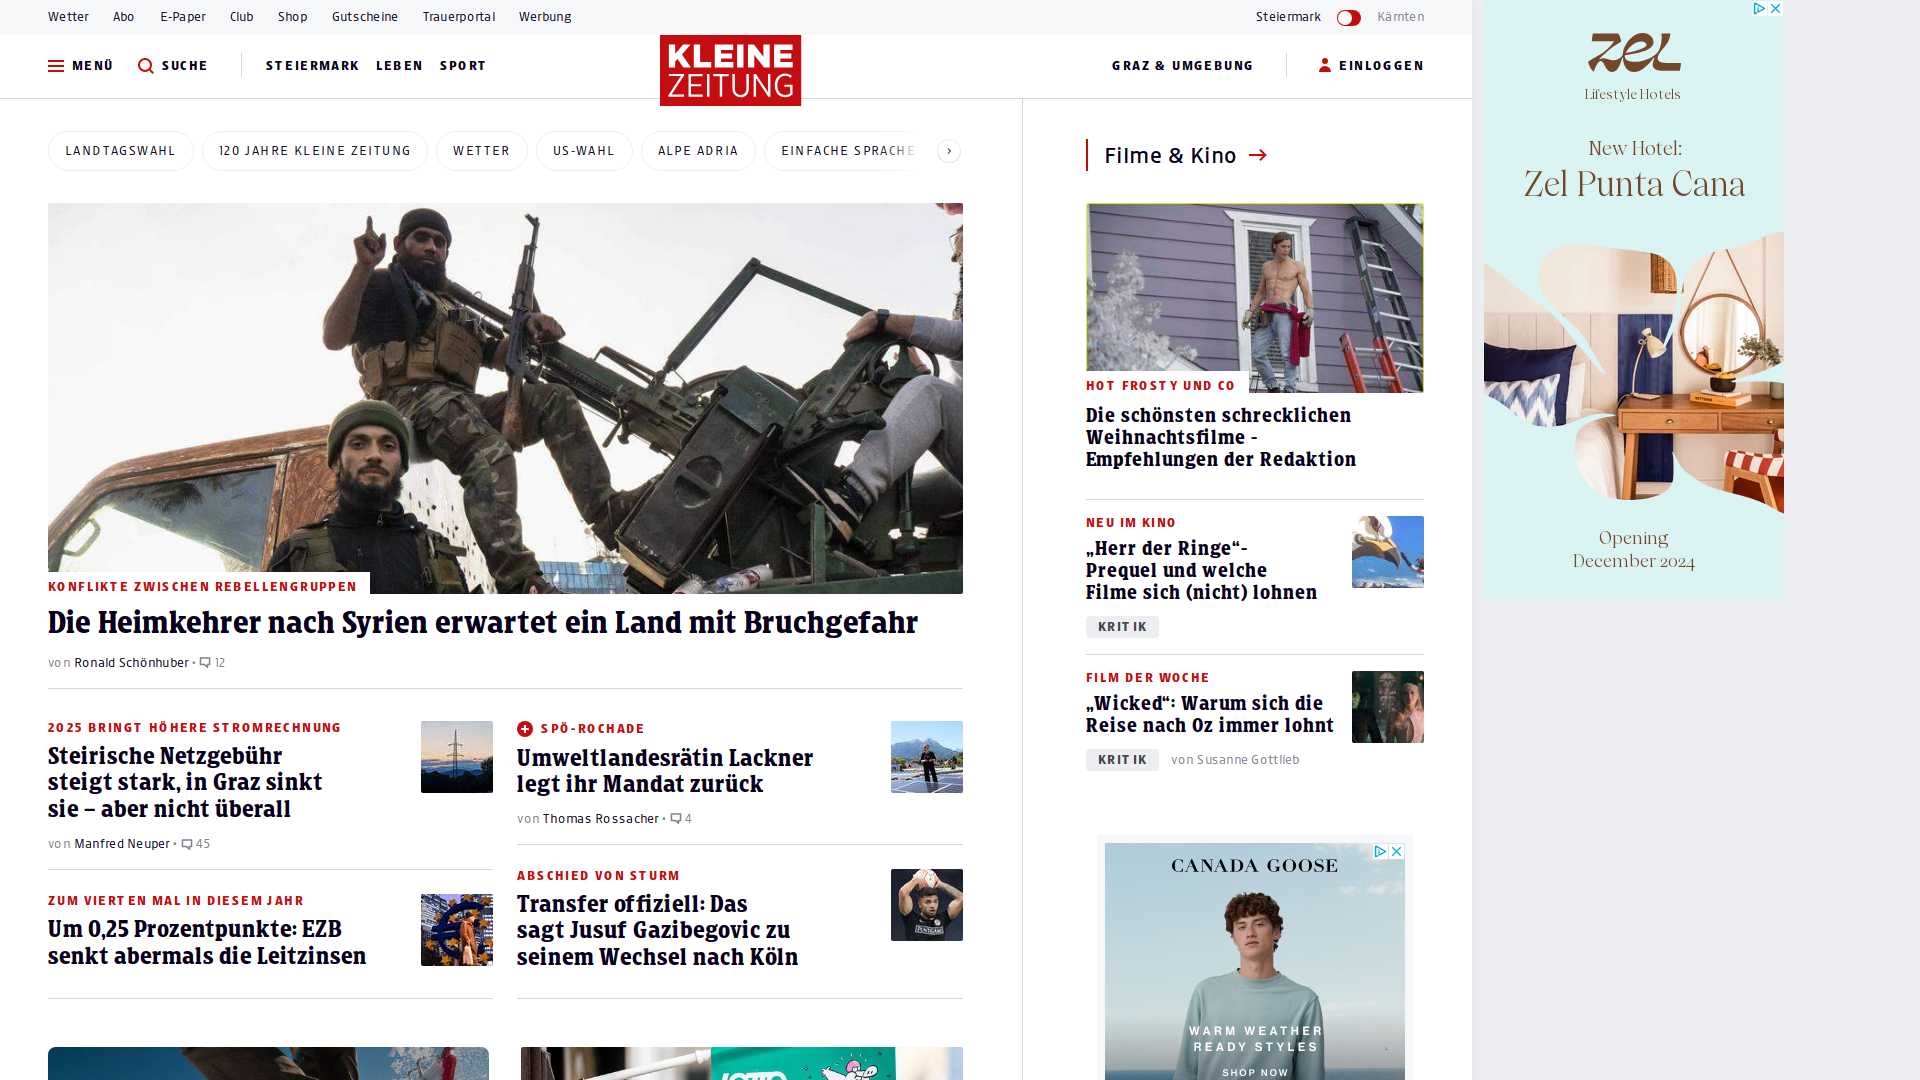 Wetter Abo E-Paper Club Shop Gutscheine Trauerportal Werbung Steiermark Kärnten
MENÜ SUCHE STEIERMARK LEBEN SPORT
KLEINE
ZEITUNG
GRAZ & UMGEBUNG EINLOGGEN
LANDTAGSWAHL 120 JAHRE KLEINE ZEITUNG WETTER US-WAHL ALPE ADRIA EINFACHE SPRACHE
KONFLIKTE ZWISCHEN REBELLENGRUPPEN
Die Heimkehrer nach Syrien erwartet ein Land mit Bruchgefahr
von Ronald Schönhuber • 12
2025 BRINGT HÖHERE STROMRECHNUNG
Steirische Netzgebühr
steigt stark, in Graz sinkt
sie – aber nicht überall
von Manfred Neuper • 45
ZUM VIERTEN MAL IN DIESEM JAHR
Um 0,25 Prozentpunkte: EZB
senkt abermals die Leitzinsen
SPÖ-ROCHADE
Umweltlandesrätin Lackner
legt ihr Mandat zurück
von Thomas Rossacher • 4
ABSCHIED VON STURM
Transfer offiziell: Das
sagt Jusuf Gazibegovic zu
seinem Wechsel nach Köln
LOTTO
Filme & Kino
HOT FROSTY UND CO
Die schönsten schrecklichen
Weihnachtsfilme -
Empfehlungen der Redaktion
NEU IM KINO
„Herr der Ringe“-
Prequel und welche
Filme sich (nicht) lohnen
KRITIK
FILM DER WOCHE
„Wicked“: Warum sich die
Reise nach Oz immer lohnt
KRITIK von Susanne Gottlieb
CANADA GOOSE
WARM WEATHER
READY STYLES
SHOP NOW
zel
Lifestyle Hotels
New Hotel:
Zel Punta Cana
Opening
December 2024